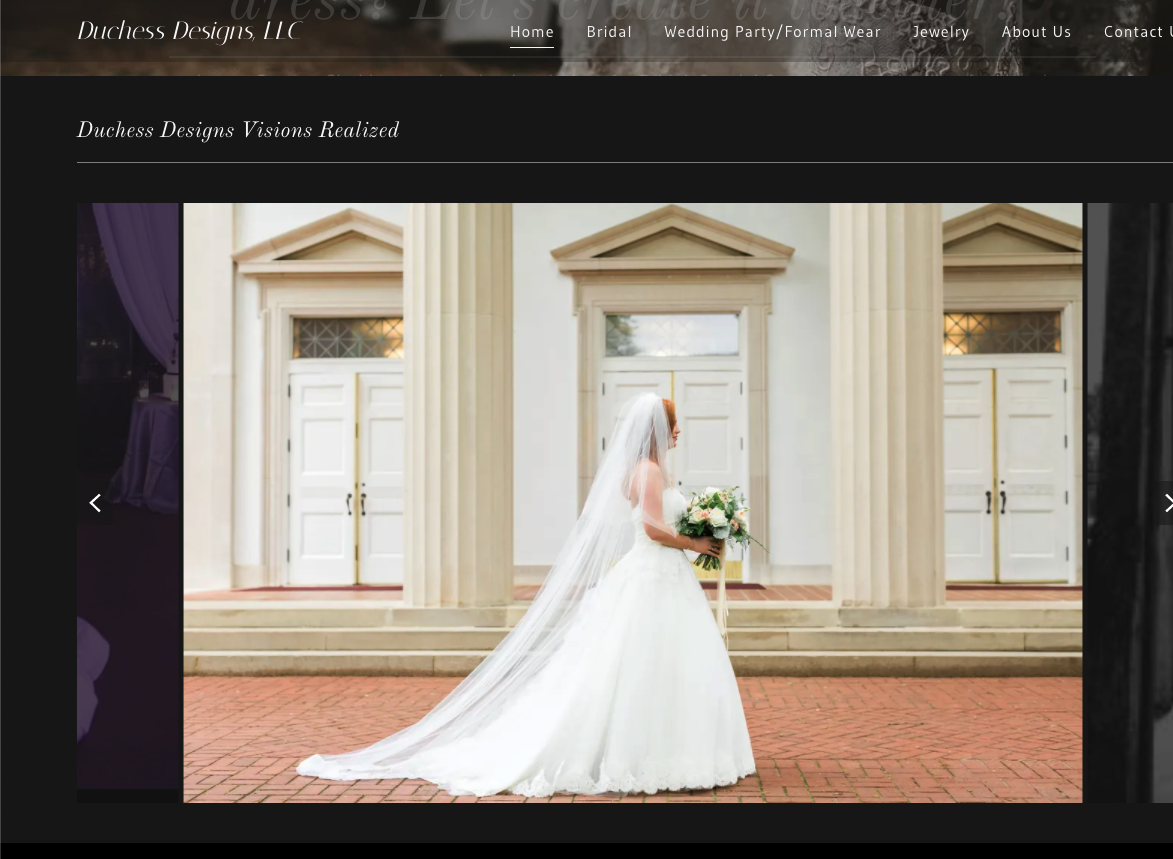 dress? Let's create it together!
Duchess Designs, LLC
Home Bridal Wedding Party/Formal Wear Jewelry About Us Contact
Duchess Designs Visions Realized